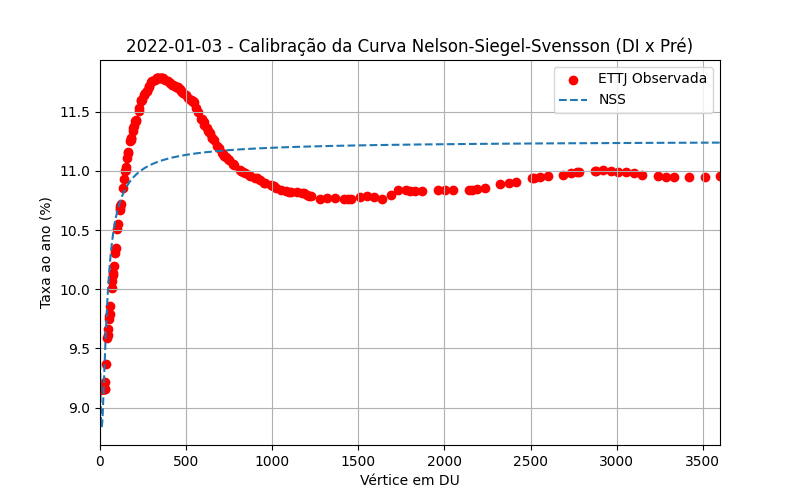 2022-01-03 - Calibração da Curva Nelson-Siegel-Svensson (DI x Pré)
ETTJ Observada
NSS
Taxa ao ano (%)
11.5
11.0
10.5
10.0
9.5
9.0
0 500 1000 1500 2000 2500 3000 3500
Vértice em DU